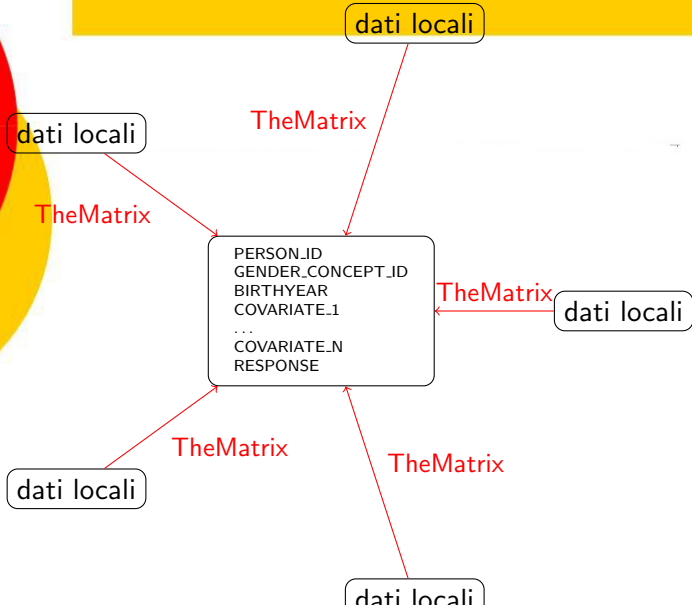 dati locali
TheMatrix
dati locali
TheMatrix
PERSON_ID
GENDER_CONCEPT_ID
BIRTHYEAR
COVARIATE_1
...
COVARIATE_N
RESPONSE
TheMatrix
dati locali
TheMatrix
TheMatrix
dati locali
dati locali